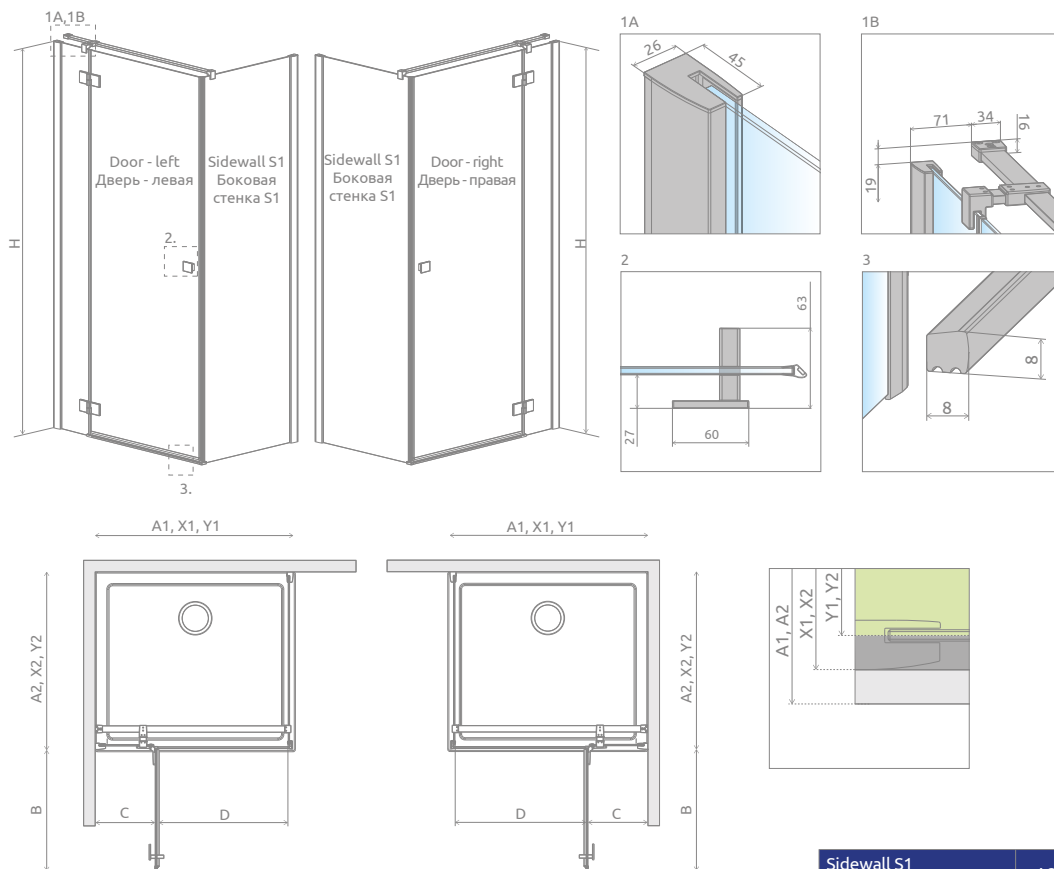 1A,1B
1A
1B
26
45
71
34
16
19
Door - left
Дверь - левая
Sidewall S1
Боковая
стенка S1
Sidewall S1
Боковая
стенка S1
Door - right
Дверь - правая
H
H
2.
3.
2
63
27
60
3
8
8
A1, X1, Y1
A1, X1, Y1
A2, X2, Y2
A2, X2, Y2
B
C
D
D
C
B
A1, A2
X1, X2
Y1, Y2
Sidewall S1